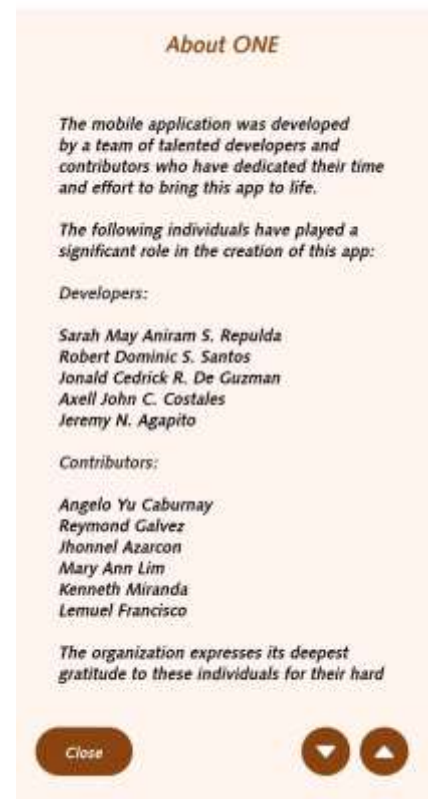 About ONE
The mobile application was developed
by a team of talented developers and
contributors who have dedicated their time
and effort to bring this app to life.
The following individuals have played a
significant role in the creation of this app:
Developers:
Sarah May Aniram S. Repulda
Robert Dominic S. Santos
Jonald Cedrick R. De Guzman
Axell John C. Costales
Jeremy N. Agapito
Contributors:
Angelo Yu Caburnay
Reymond Galvez
Jhonnel Azarcon
Mary Ann Lim
Kenneth Miranda
Lemuel Francisco
The organization expresses its deepest
gratitude to these individuals for their hard
Close